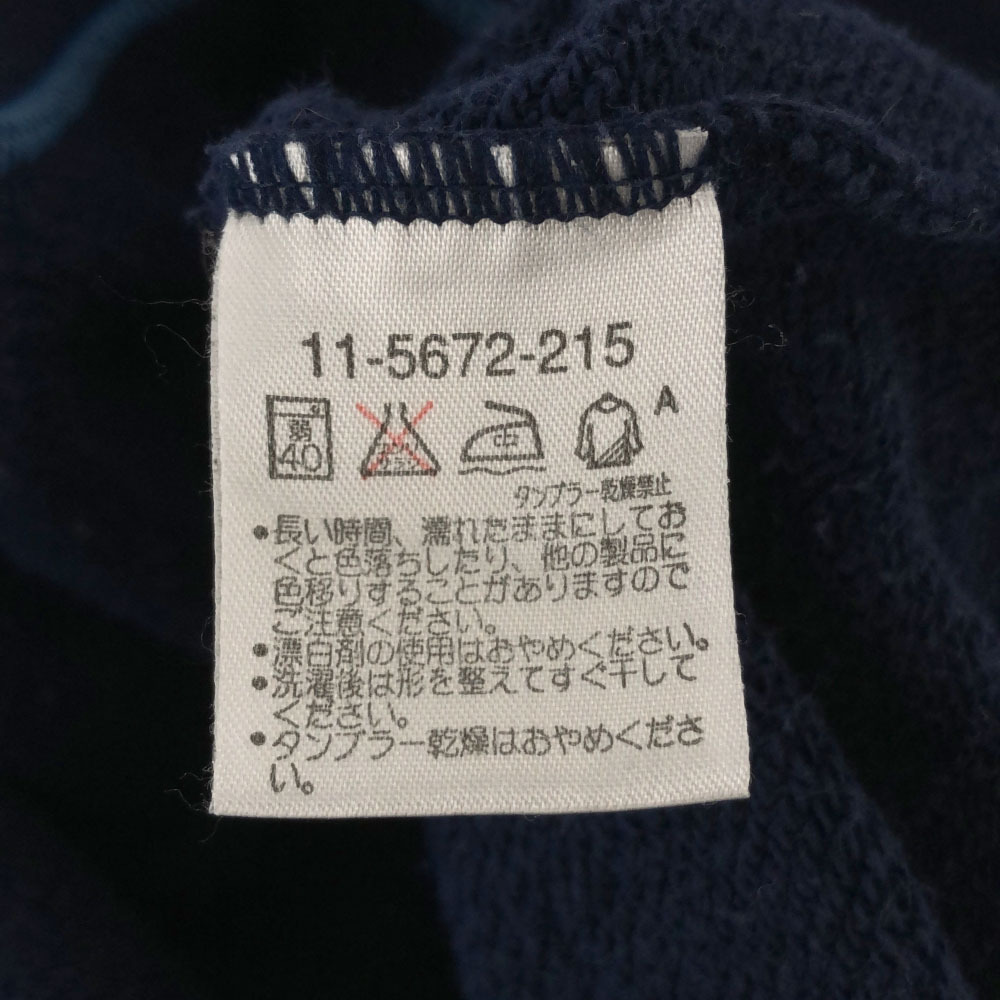 11-5672-215
弱
40
中
A
タンブラー乾燥禁止
•長い時間、濡れたままにしてお
くと色落ちしたり、他の製品に
色移りすることがありますので
ご注意ください。
•漂白剤の使用はおやめください。
•洗濯後は形を整えてすぐ干して
ください。
•タンブラー乾燥はおやめくださ
い。